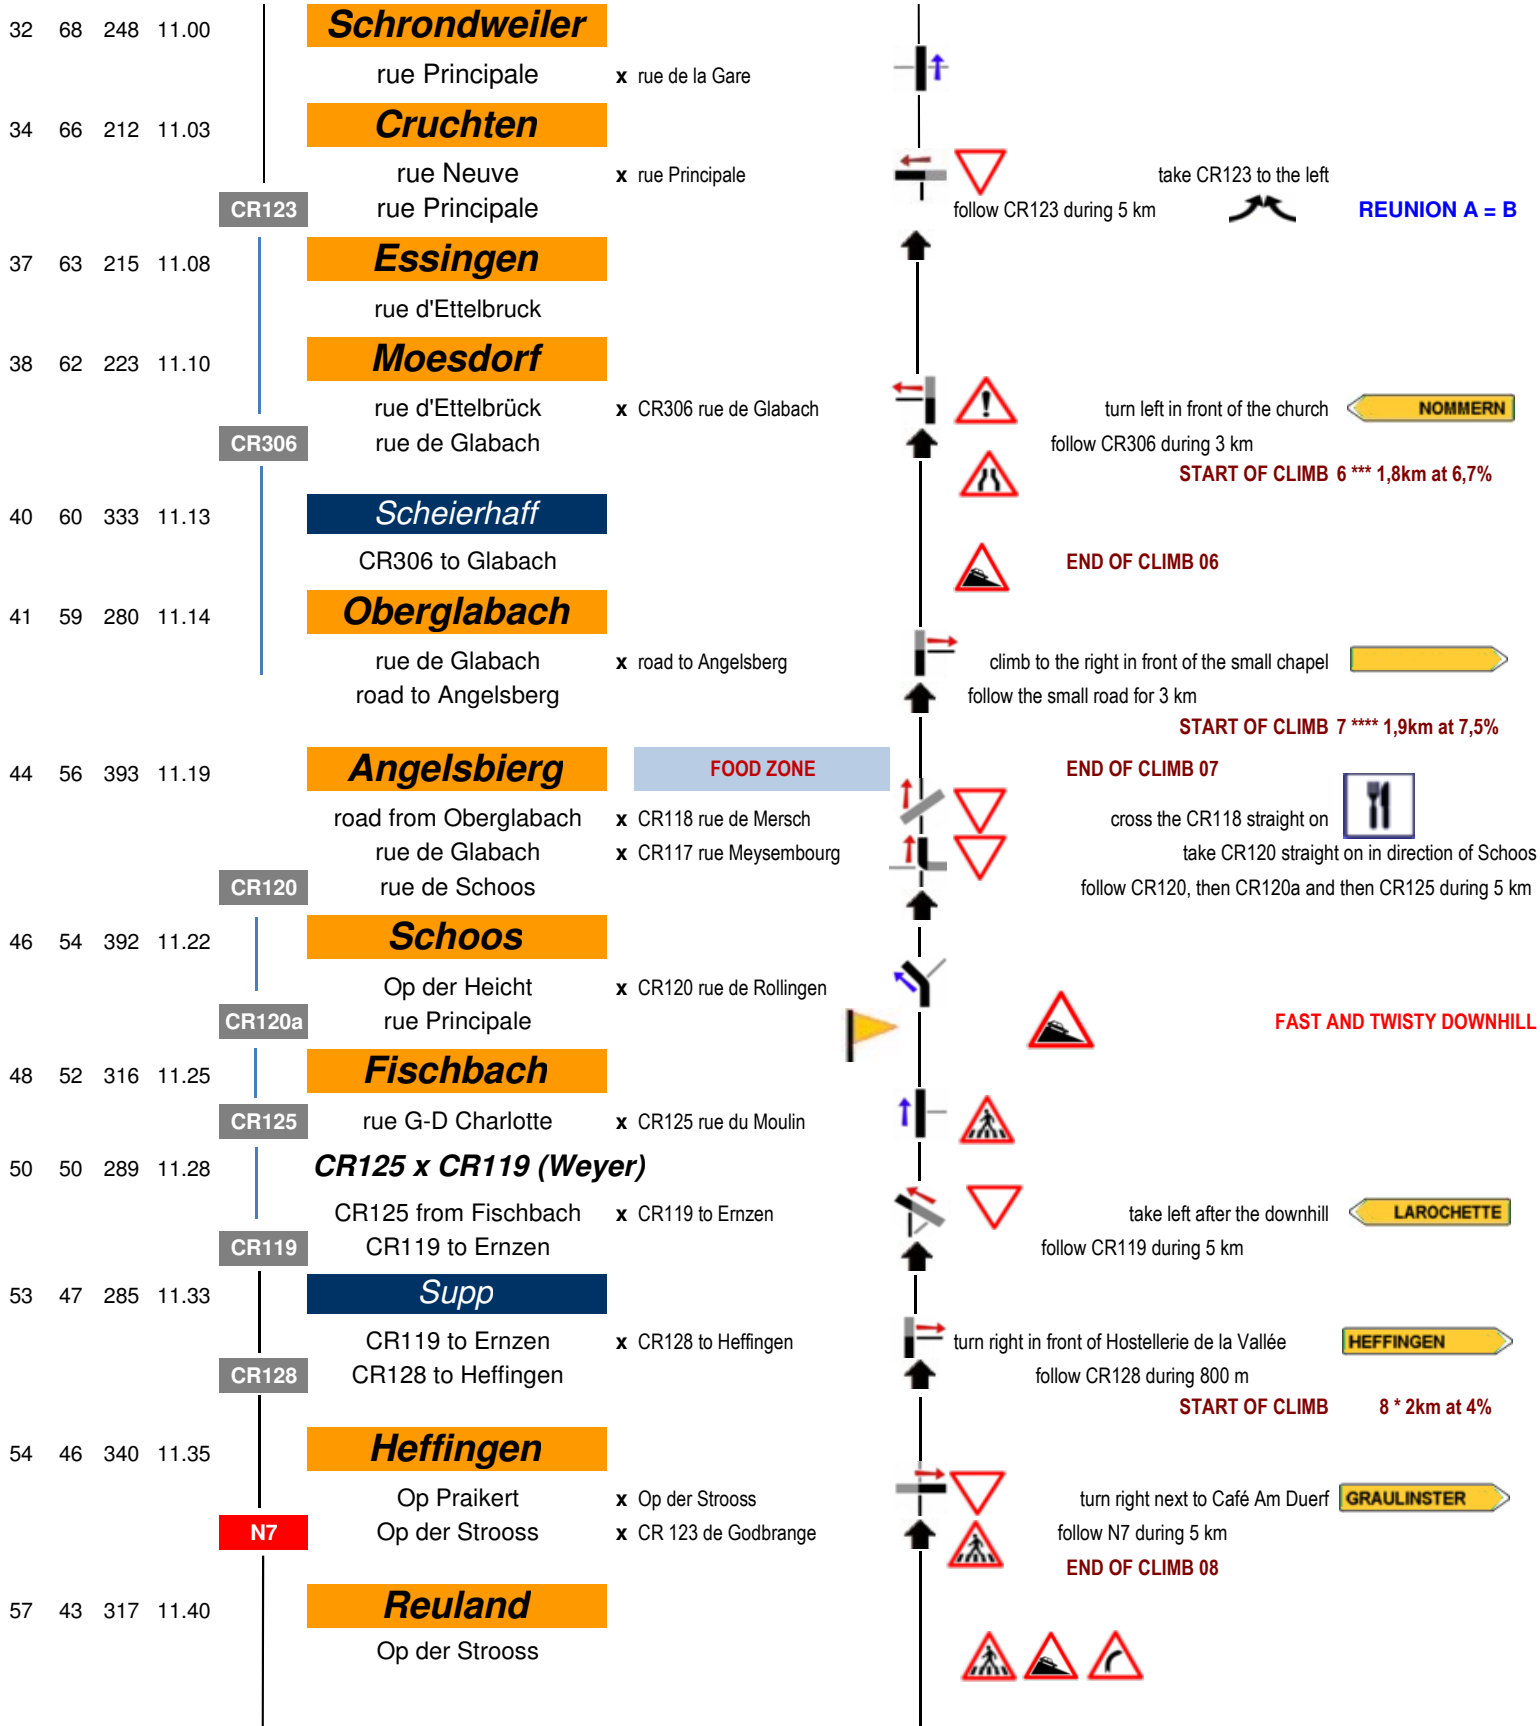 32 68 248 11.00 Schrondweiler
rue Principale x rue de la Gare
34 66 212 11.03 Cruchten
rue Neuve x rue Principale take CR123 to the left
CR123 rue Principale follow CR123 during 5 km REUNION A = B
37 63 215 11.08 Essingen
rue d'Ettelbruck
38 62 223 11.10 Moesdorf
rue d'Ettelbrück x CR306 rue de Glabach turn left in front of the church NOMMERN
CR306 rue de Glabach follow CR306 during 3 km
START OF CLIMB 6 *** 1,8km at 6,7%
40 60 333 11.13 Scheierhaff
CR306 to Glabach END OF CLIMB 06
41 59 280 11.14 Oberglabach
rue de Glabach x road to Angelsberg climb to the right in front of the small chapel
road to Angelsberg follow the small road for 3 km
START OF CLIMB 7 **** 1,9km at 7,5%
44 56 393 11.19 Angelsbierg FOOD ZONE END OF CLIMB 07
road from Oberglabach x CR118 rue de Mersch cross the CR118 straight on
rue de Glabach x CR117 rue Meysembourg take CR120 straight on in direction of Schoos
CR120 rue de Schoos follow CR120, then CR120a and then CR125 during 5 km
46 54 392 11.22 Schoos
Op der Heicht x CR120 rue de Rollingen
CR120a rue Principale FAST AND TWISTY DOWNHILL
48 52 316 11.25 Fischbach
CR125 rue G-D Charlotte x CR125 rue du Moulin
50 50 289 11.28 CR125 x CR119 (Weyer)
CR125 from Fischbach x CR119 to Ernzen take left after the downhill LAROCHETTE
CR119 CR119 to Ernzen follow CR119 during 5 km
53 47 285 11.33 Supp
CR119 to Ernzen x CR128 to Heffingen turn right in front of Hostellerie de la Vallée HEFFINGEN
CR128 CR128 to Heffingen follow CR128 during 800 m
START OF CLIMB 8 * 2km at 4%
54 46 340 11.35 Heffingen
Op Praikert x Op der Strooss turn right next to Café Am Duerf GRAULINSTER
N7 Op der Strooss x CR 123 de Godbrange follow N7 during 5 km
END OF CLIMB 08
57 43 317 11.40 Reuland
Op der Strooss